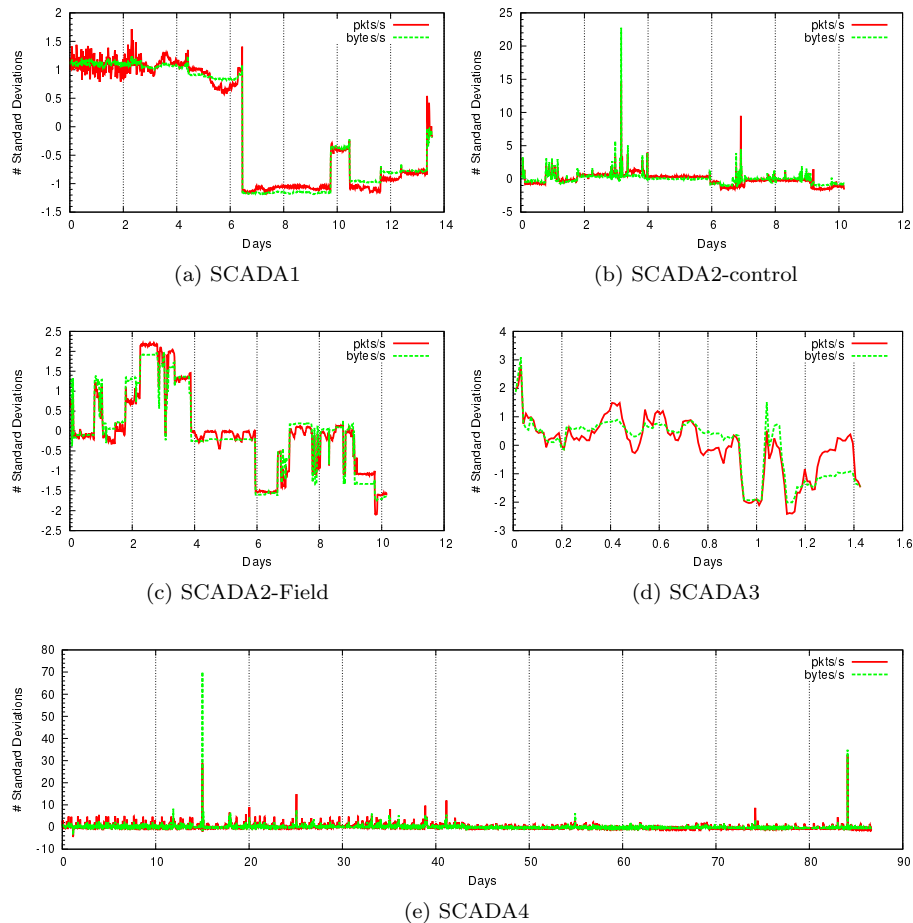 2
1.5
1
0.5
0
-0.5
-1
-1.5
# Standard Deviations
pkts/s
bytes/s
0 2 4 6 8 10 12 14
Days
(a) SCADA1
25
20
15
10
5
0
-5
# Standard Deviations
pkts/s
bytes/s
0 2 4 6 8 10 12
Days
(b) SCADA2-control
2.5
2
1.5
1
0.5
0
-0.5
-1
-1.5
-2
-2.5
# Standard Deviations
pkts/s
bytes/s
0 2 4 6 8 10 12
Days
(c) SCADA2-Field
4
3
2
1
0
-1
-2
-3
# Standard Deviations
pkts/s
bytes/s
0 0.2 0.4 0.6 0.8 1 1.2 1.4 1.6
Days
(d) SCADA3
80
70
60
50
40
30
20
10
0
-10
# Standard Deviations
pkts/s
bytes/s
0 10 20 30 40 50 60 70 80 90
Days
(e) SCADA4